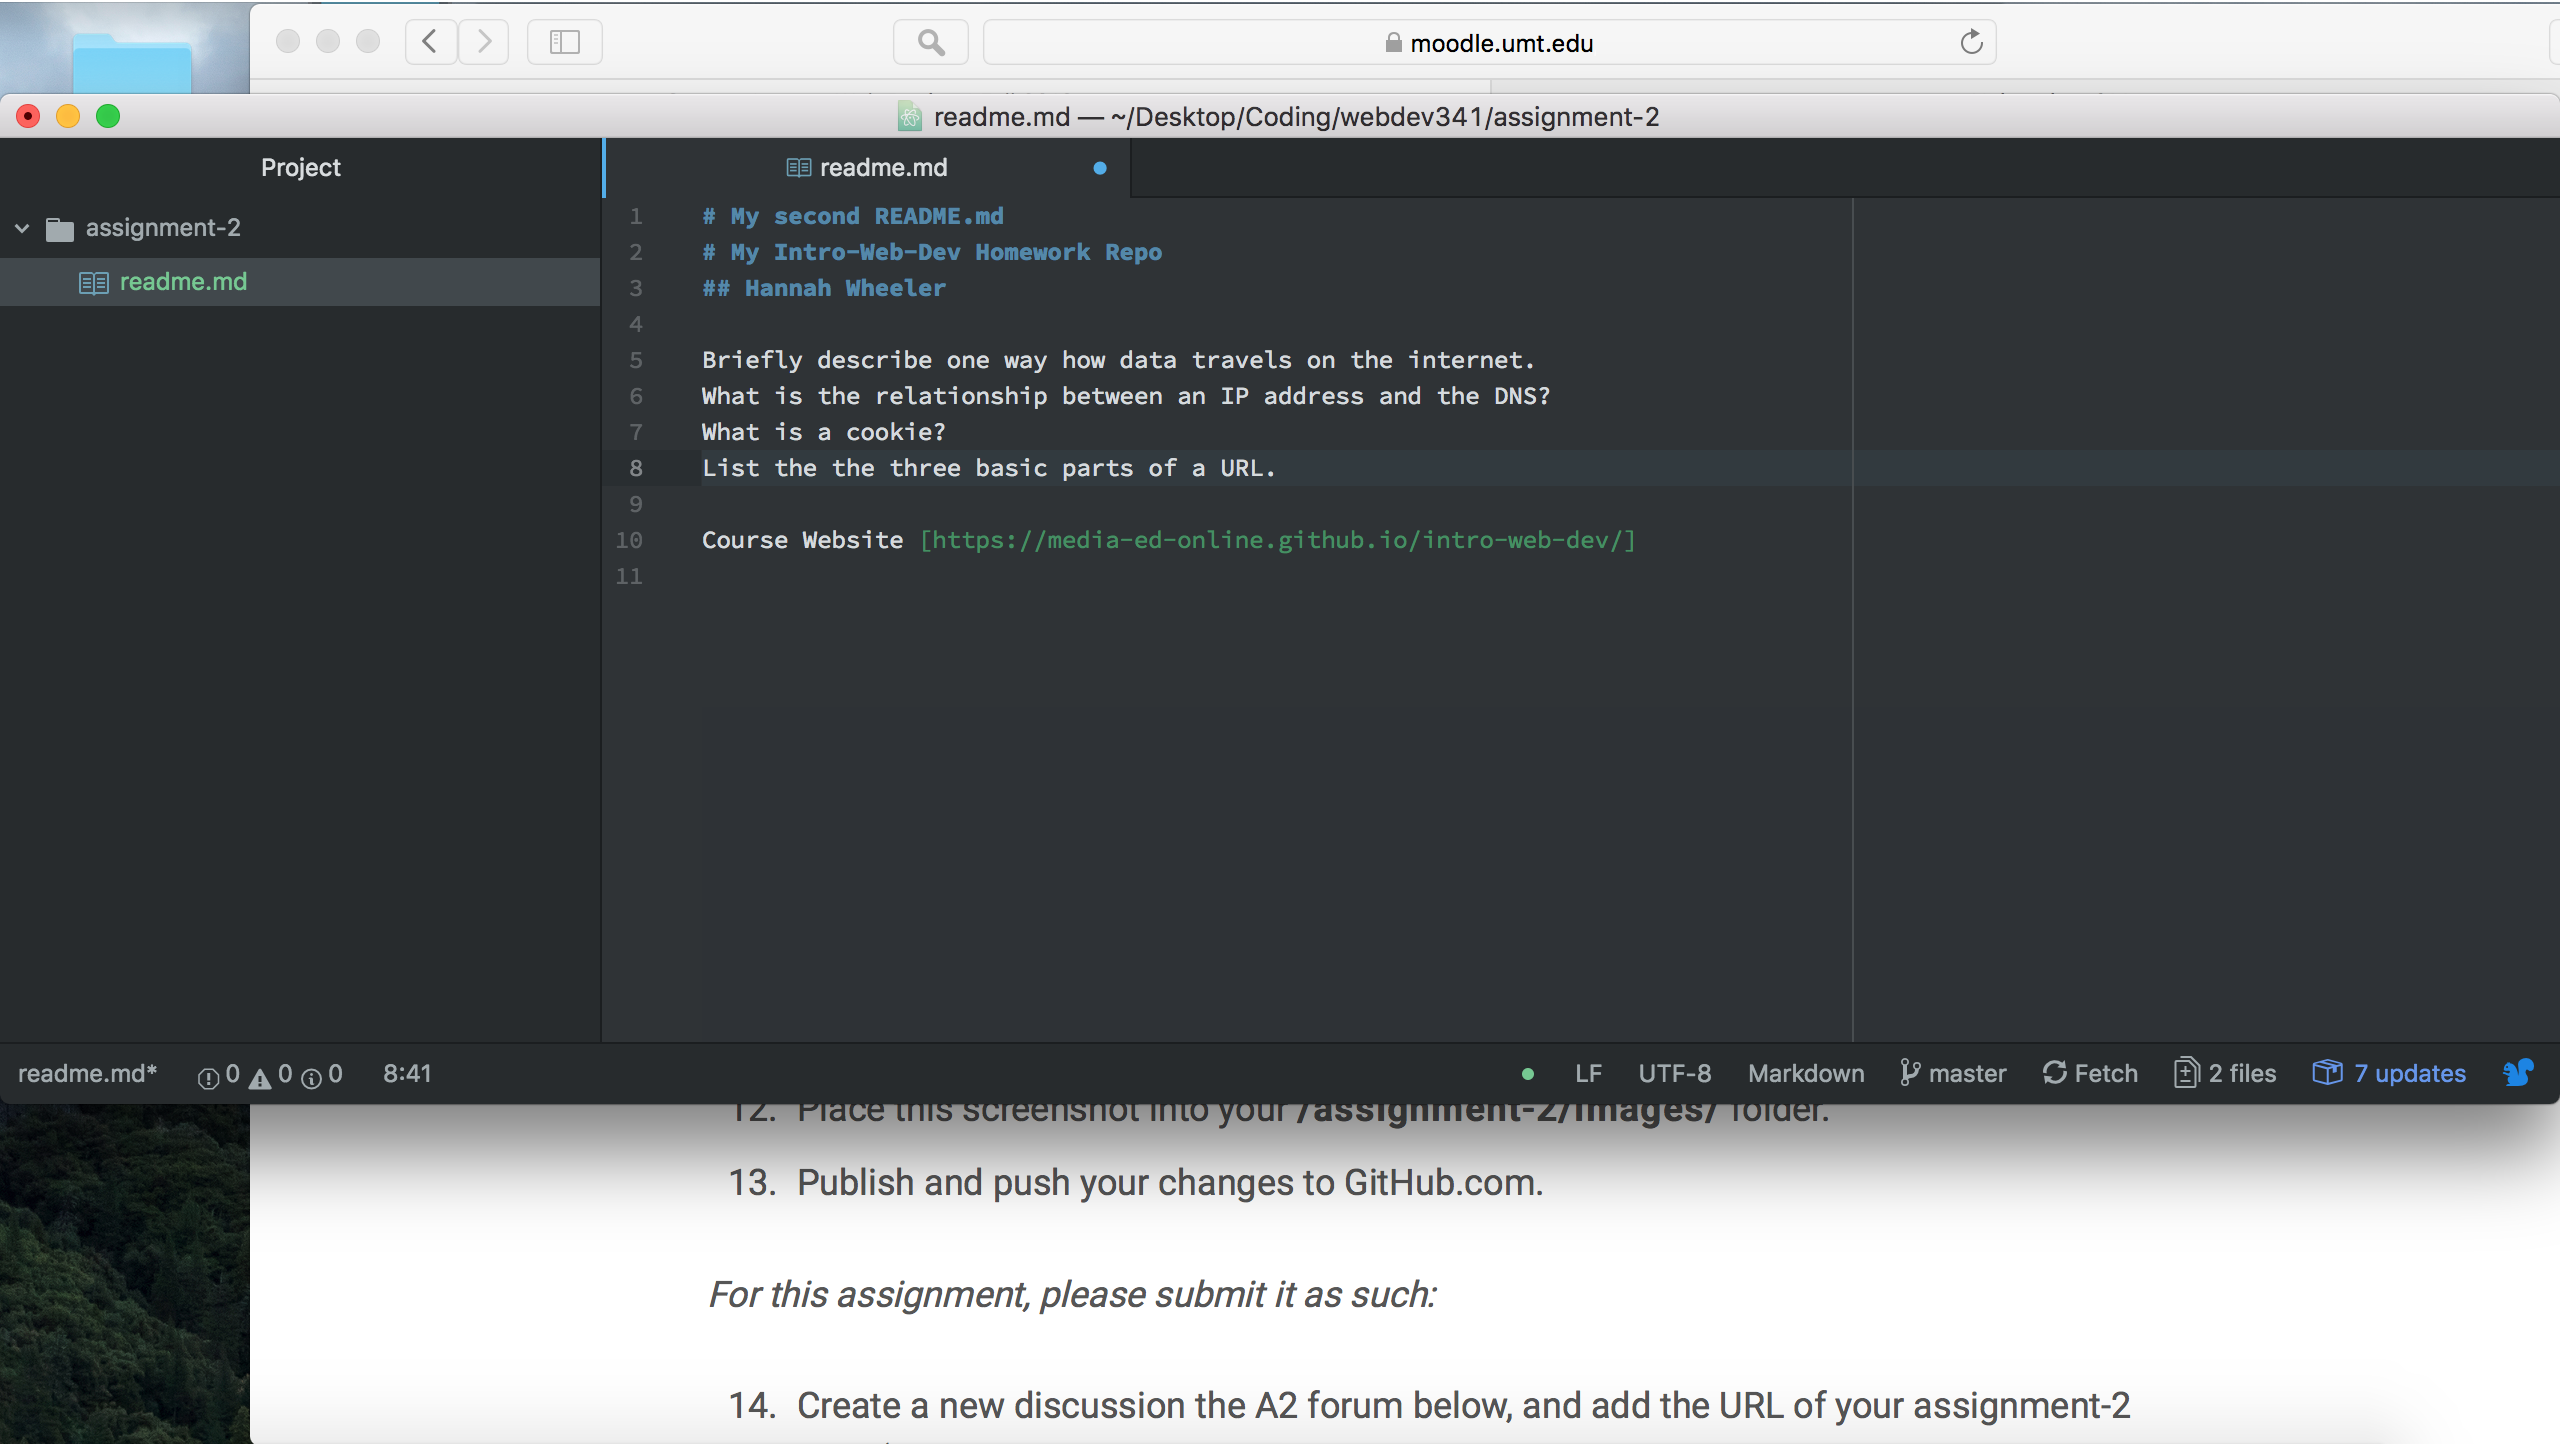 moodle.umt.edu
readme.md — ~/Desktop/Coding/webdev341/assignment-2
Project
readme.md
assignment-2
readme.md
1 # My second README.md
2 # My Intro-Web-Dev Homework Repo
3 ## Hannah Wheeler
4
5 Briefly describe one way how data travels on the internet.
6 What is the relationship between an IP address and the DNS?
7 What is a cookie?
8 List the the three basic parts of a URL.
9
10 Course Website [https://media-ed-online.github.io/intro-web-dev/]
11
readme.md* 0 0 0 8:41 LF UTF-8 Markdown master Fetch 2 files 7 updates
12. Place this screenshot into your /assignment-2/images/ folder.
13. Publish and push your changes to GitHub.com.
For this assignment, please submit it as such:
14. Create a new discussion the A2 forum below, and add the URL of your assignment-2